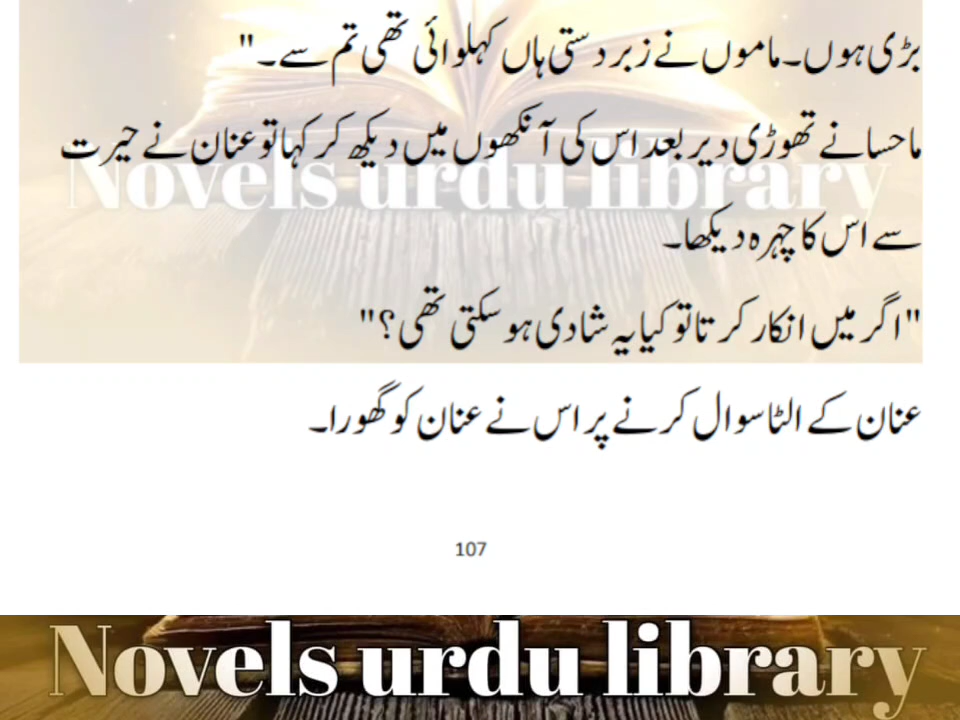 بڑی ہوں۔ ماموں نے زبردستی ہاں کہلوائی تھی تم سے۔"
ماحسا نے تھوڑی دیر بعد اس کی آنکھوں میں دیکھ کر کہا تو عنان نے حیرت
Novels urdu library
سے اس کا چہرہ دیکھا۔
"اگر میں انکار کرتا تو کیا یہ شادی ہو سکتی تھی؟"
عنان کے الٹا سوال کرنے پر اس نے عنان کو گھورا۔
107
Novels urdu library